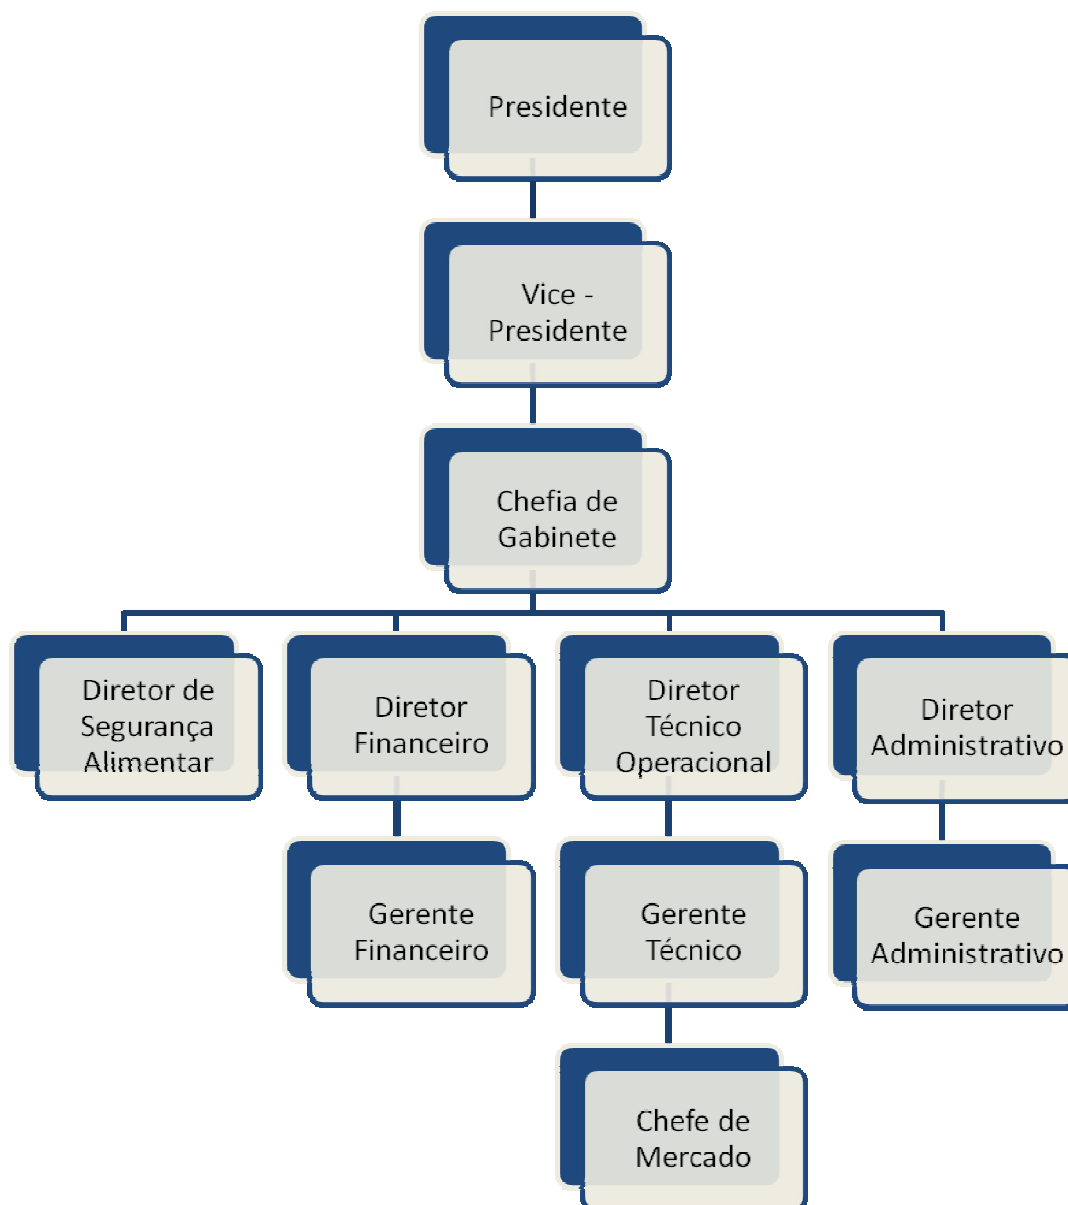 Presidente
Vice -
Presidente
Chefia de
Gabinete
Diretor de
Segurança
Alimentar
Diretor
Financeiro
Diretor
Técnico
Operacional
Diretor
Administrativo
Gerente
Financeiro
Gerente
Técnico
Gerente
Administrativo
Chefe de
Mercado